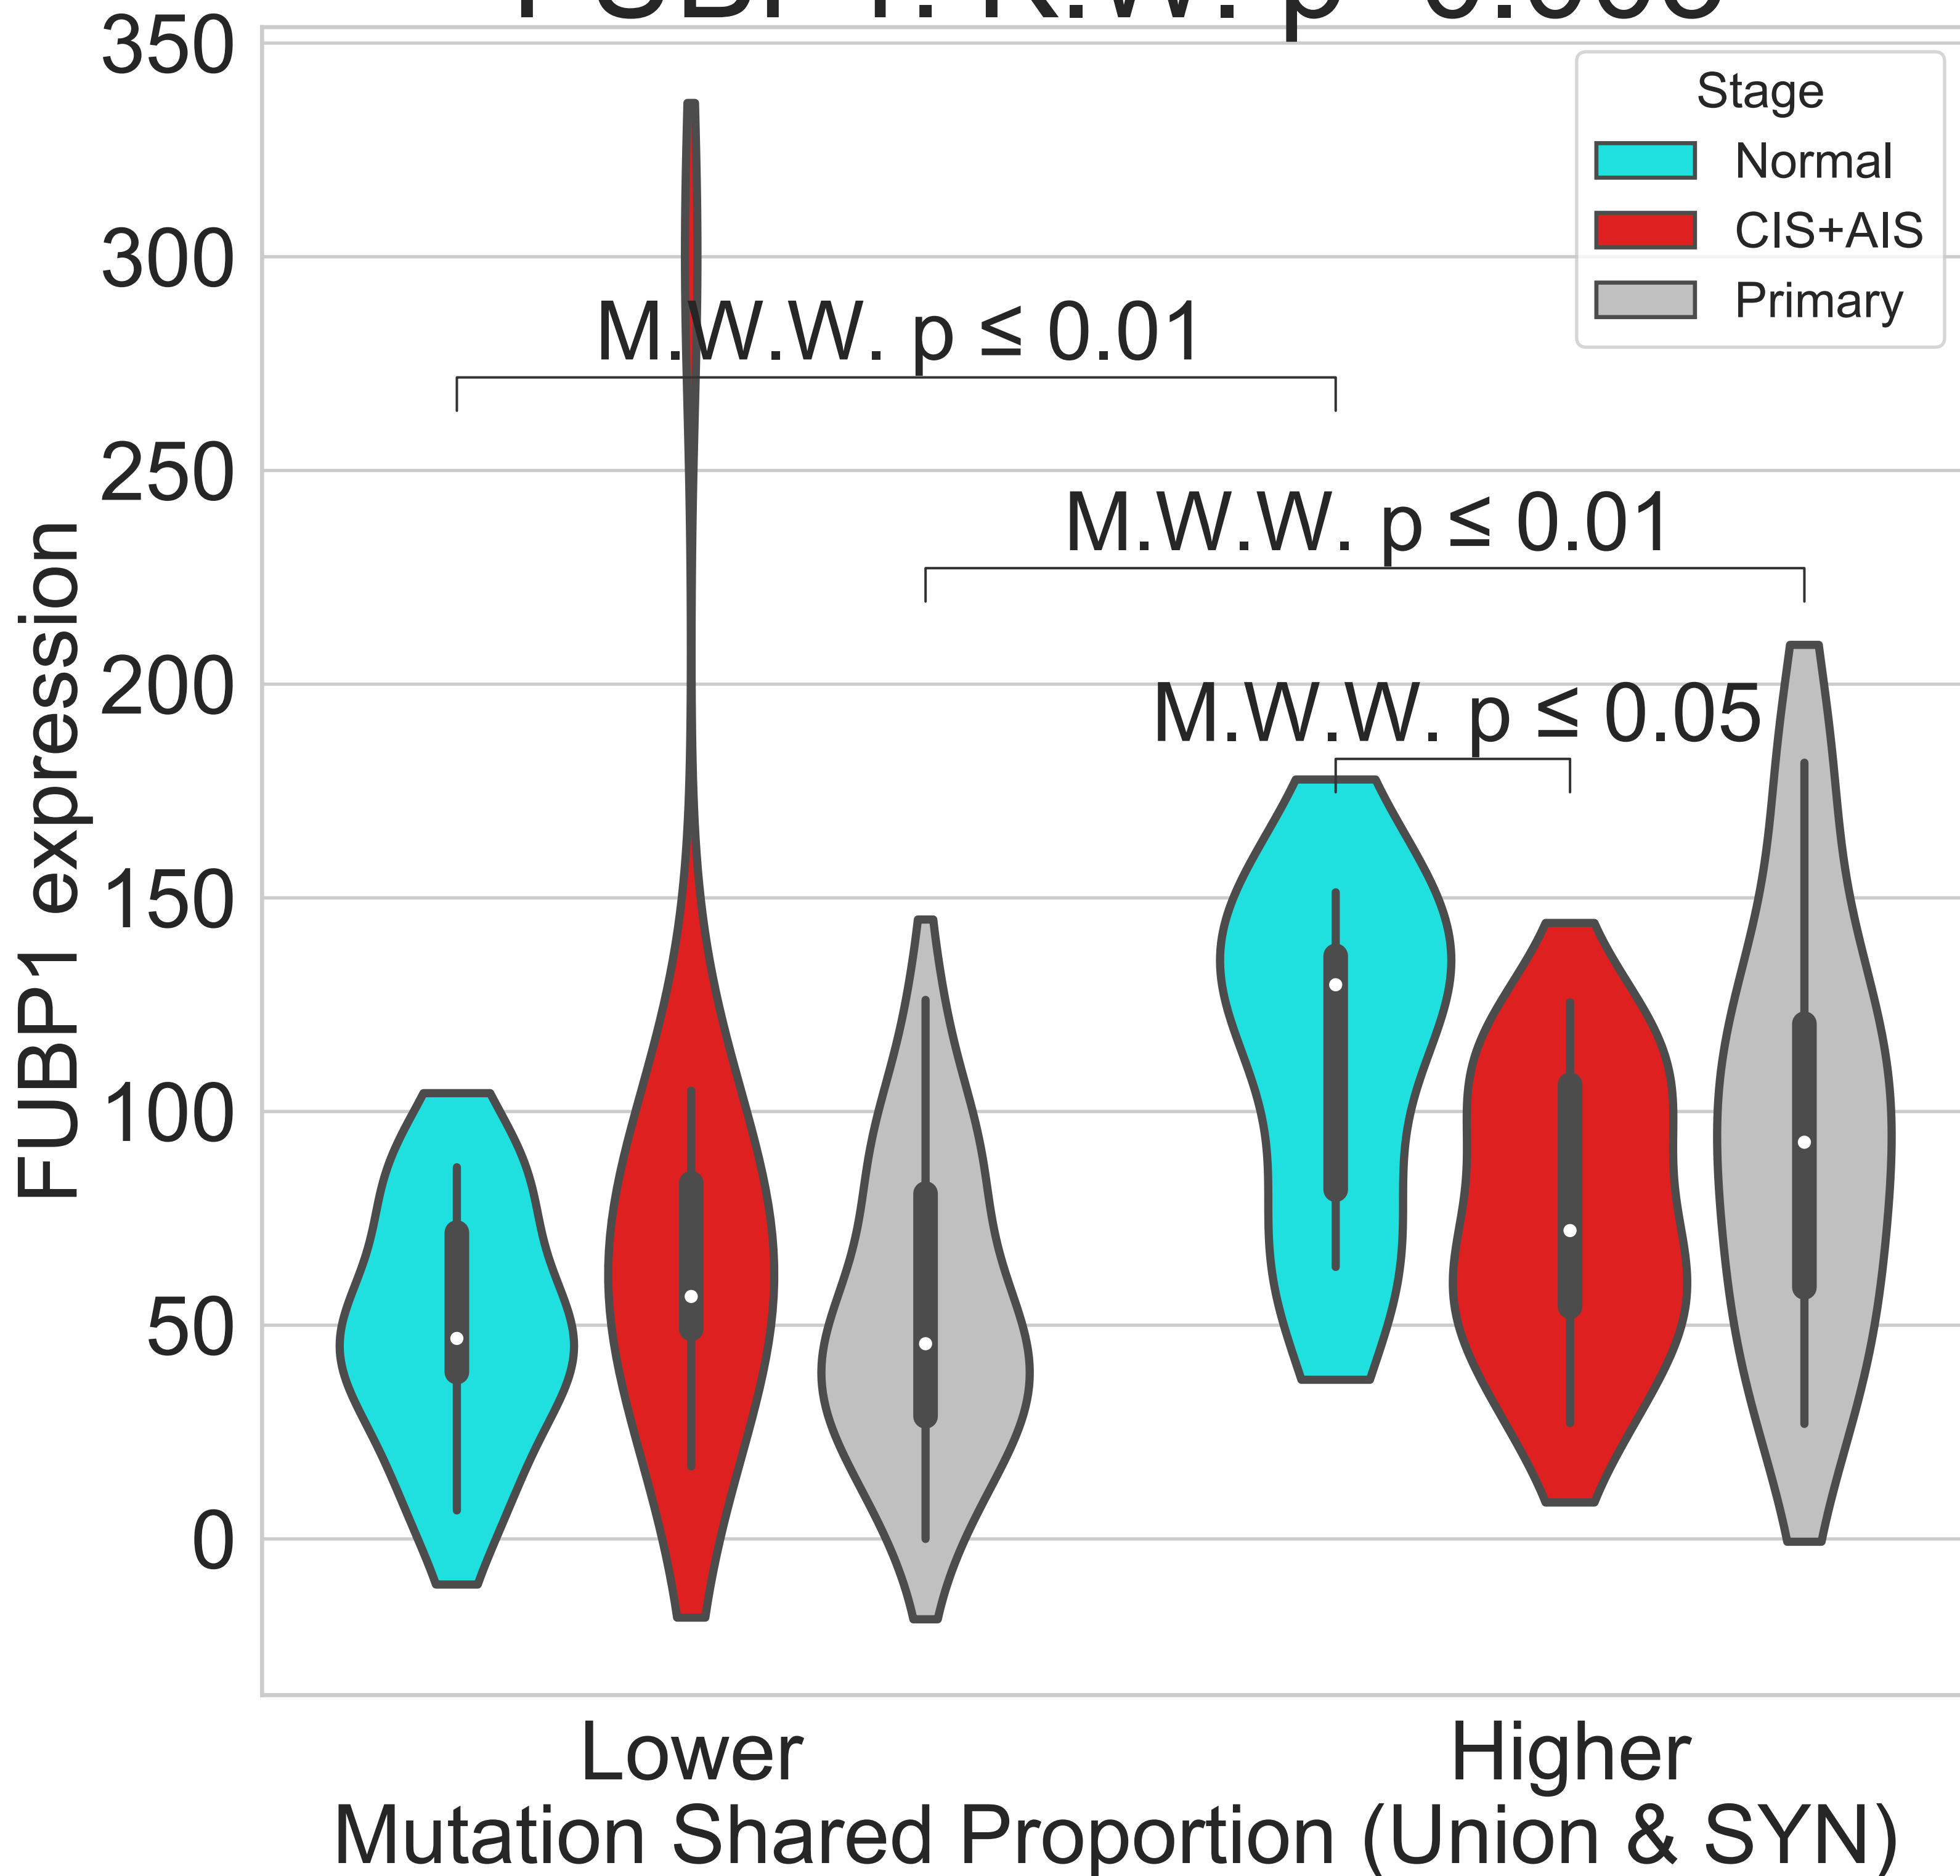 350
300
250
200
150
100
50
0
FUBP1 expression
Stage
Normal
CIS+AIS
Primary
M.W.W. p ≤ 0.01
M.W.W. p ≤ 0.01
M.W.W. p ≤ 0.05
Lower
Higher
Mutation Shared Proportion (Union & SYN)